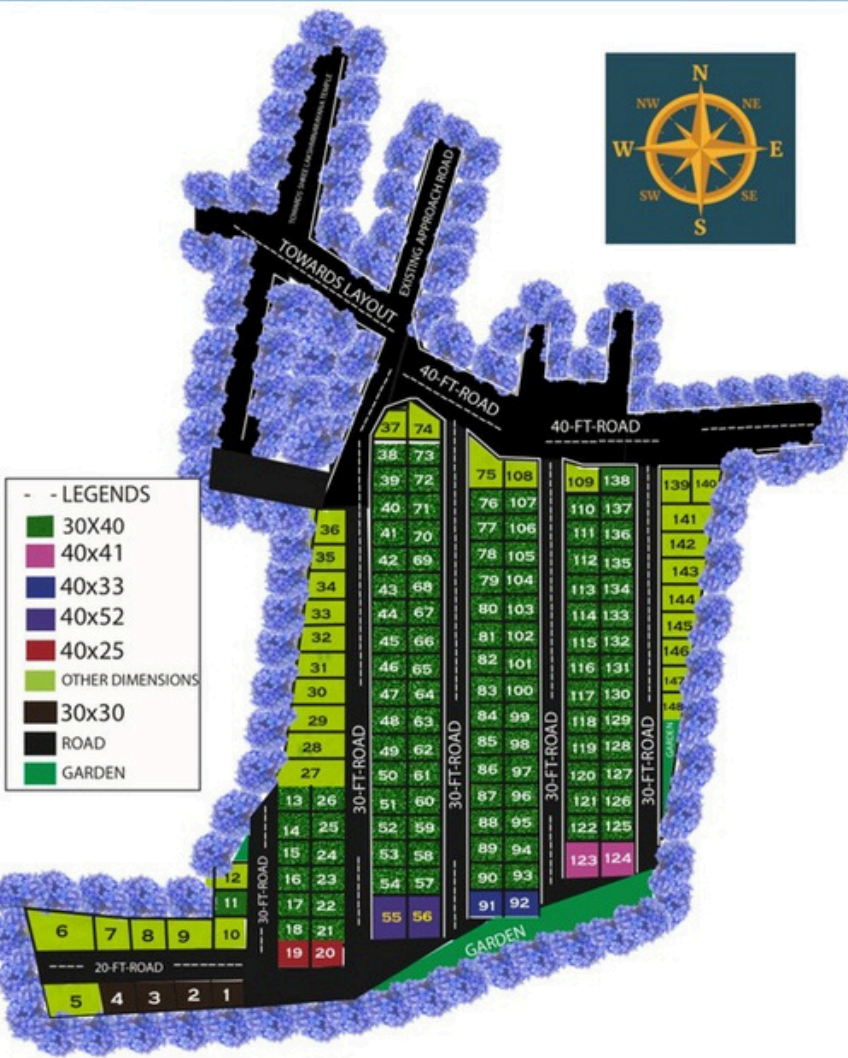 N
NW NE
W E
SW SE
S
TOWARDS SHREE LAKSHMINARAYANA TEMPLE
EXISTING APPROACH ROAD
TOWARDS LAYOUT
40-FT-ROAD
40-FT-ROAD
- - LEGENDS
30X40
40x41
40x33
40x52
40x25
OTHER DIMENSIONS
30x30
ROAD
GARDEN
36
35
34
33
32
31
30
29
28
27
13 26
14 25
15 24
16 23
17 22
18 21
19 20
12
11
10
6 7 8 9
20-FT-ROAD
5 4 3 2 1
30-FT-ROAD
30-FT-ROAD
37 74
38 73
39 72
40 71
41 70
42 69
43 68
44 67
45 66
46 65
47 64
48 63
49 62
50 61
51 60
52 59
53 58
54 57
55 56
30-FT-ROAD
75 108
76 107
77 106
78 105
79 104
80 103
81 102
82 101
83 100
84 99
85 98
86 97
87 96
88 95
89 94
90 93
91 92
30-FT-ROAD
109 138
110 137
111 136
112 135
113 134
114 133
115 132
116 131
117 130
118 129
119 128
120 127
121 126
122 125
123 124
30-FT-ROAD
139 140
141
142
143
144
145
146
147
148
GARDEN
GARDEN